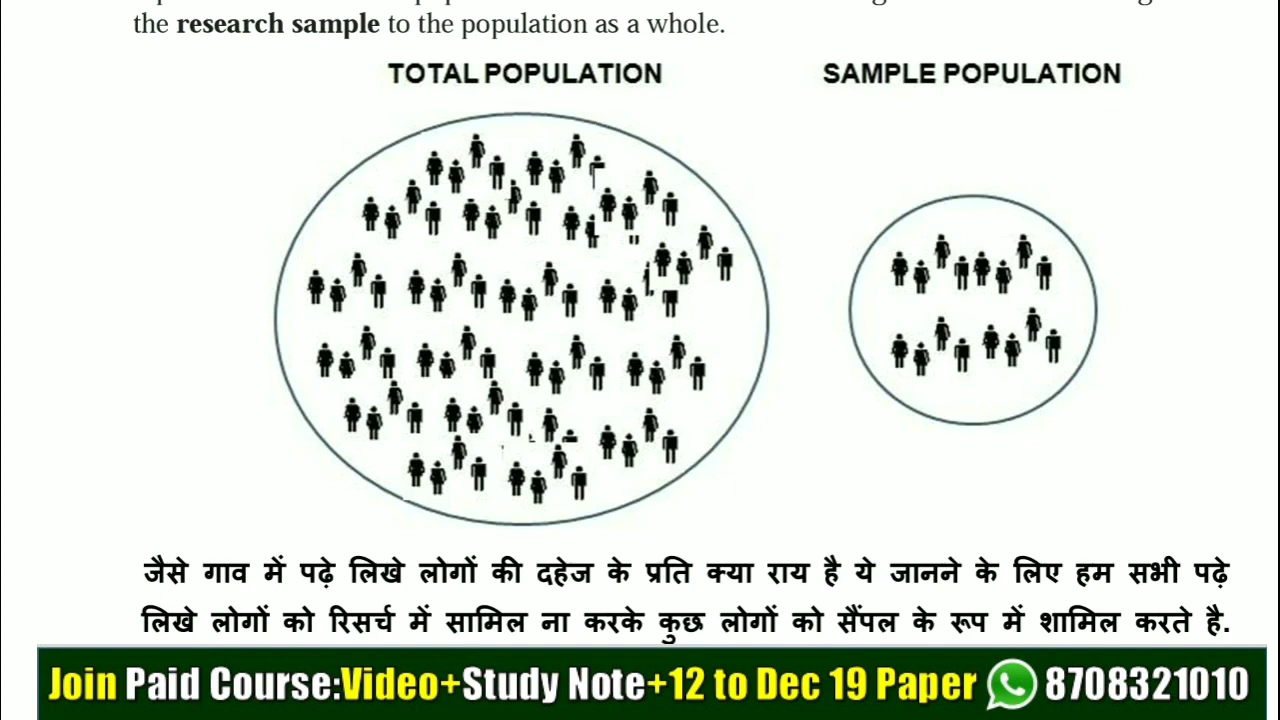 the research sample to the population as a whole.
TOTAL POPULATION
SAMPLE POPULATION
जैसे गाव में पढ़े लिखे लोगों की दहेज के प्रति क्या राय है ये जानने के लिए हम सभी पढ़े
लिखे लोगों को रिसर्च में सामिल ना करके कुछ लोगों को सैंपल के रूप में शामिल करते है.
Join Paid Course:Video+Study Note+12 to Dec 19 Paper 8708321010